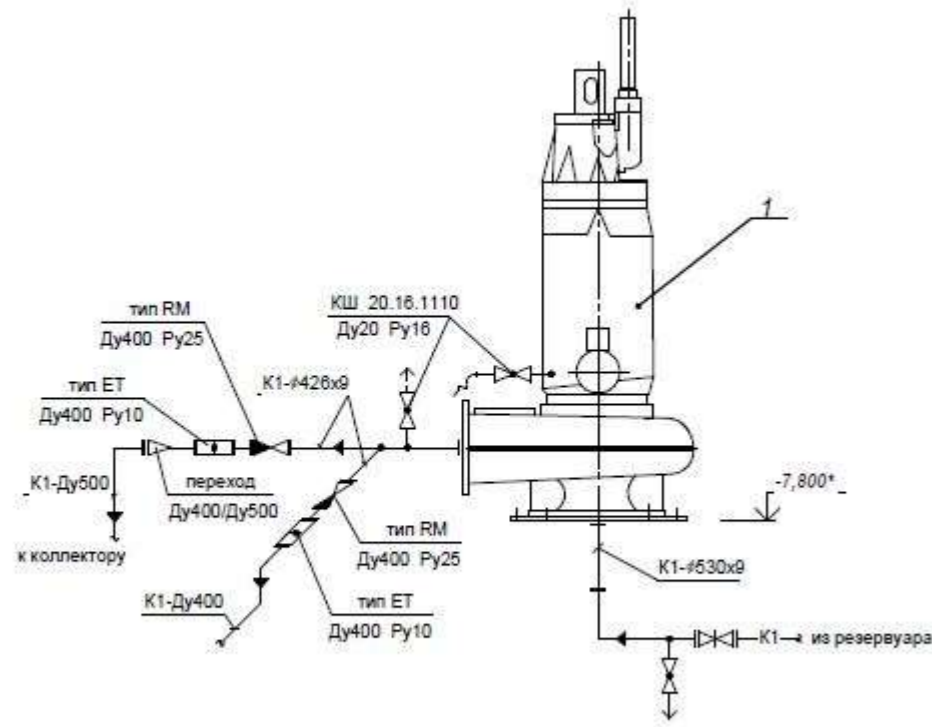 1
КШ 20.16.1110
Ду20 Ру16
тип RM
Ду400 Ру25
К1-⌀426x9
тип ЕТ
Ду400 Ру10
К1-Ду500
переход
Ду400/Ду500
к коллектору
тип RM
Ду400 Ру25
К1-Ду400
тип ЕТ
Ду400 Ру10
-7,800*
К1-⌀530x9
К1
из резервуара